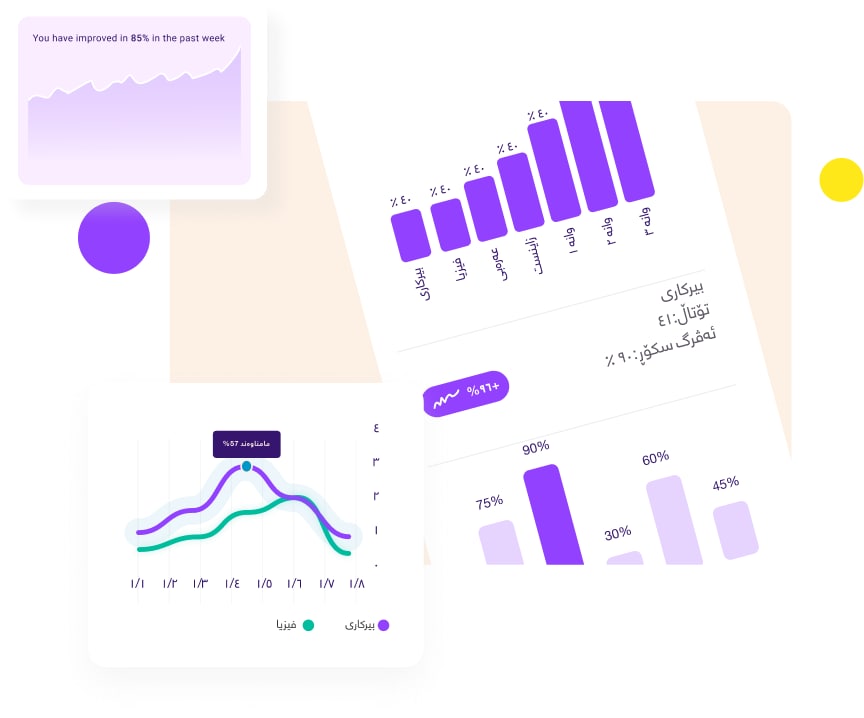 You have improved in 85% in the past week
٪ ٤٠
٪ ٤٠
٪ ٤٠
٪ ٤٠
٪ ٤٠
بیرکاری
فیزیا
عەرەبی
زانست
وانە ١
وانە ٢
وانە ٣
بیرکاری
تۆتاڵ: ٤١
ئەڤرگ سکۆڕ: ٩٠ ٪
+٩٦%
75%
90%
30%
60%
45%
مامناوەند 57%
٤
٣
٢
١
٠
١/١
١/٢
١/٣
١/٤
١/٥
١/٦
١/٧
١/٨
بیرکاری
فیزیا